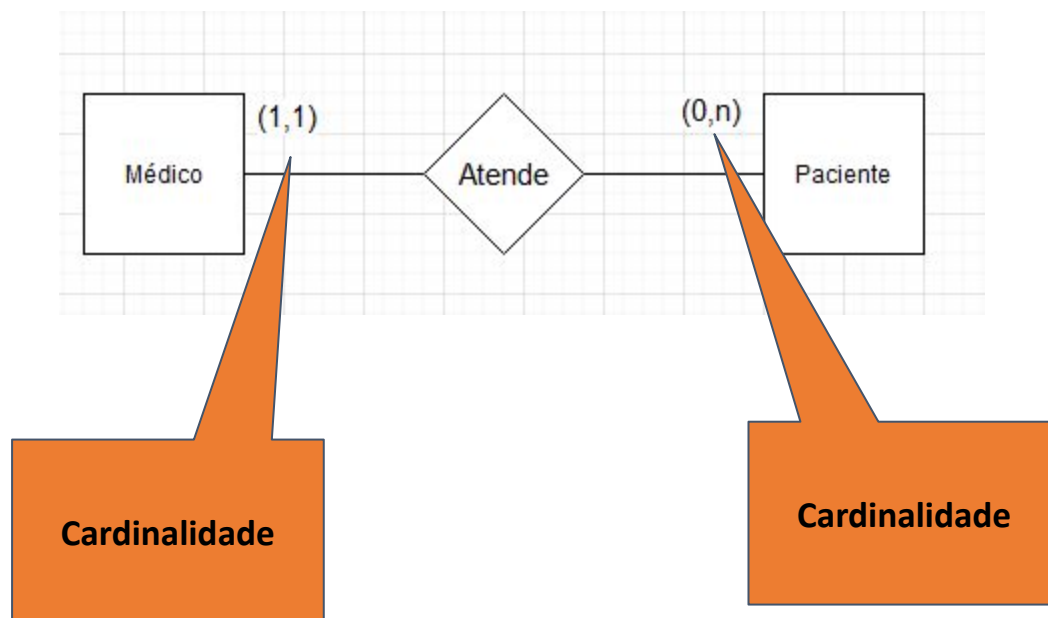 (1,1)
(0,n)
Médico
Atende
Paciente
Cardinalidade
Cardinalidade